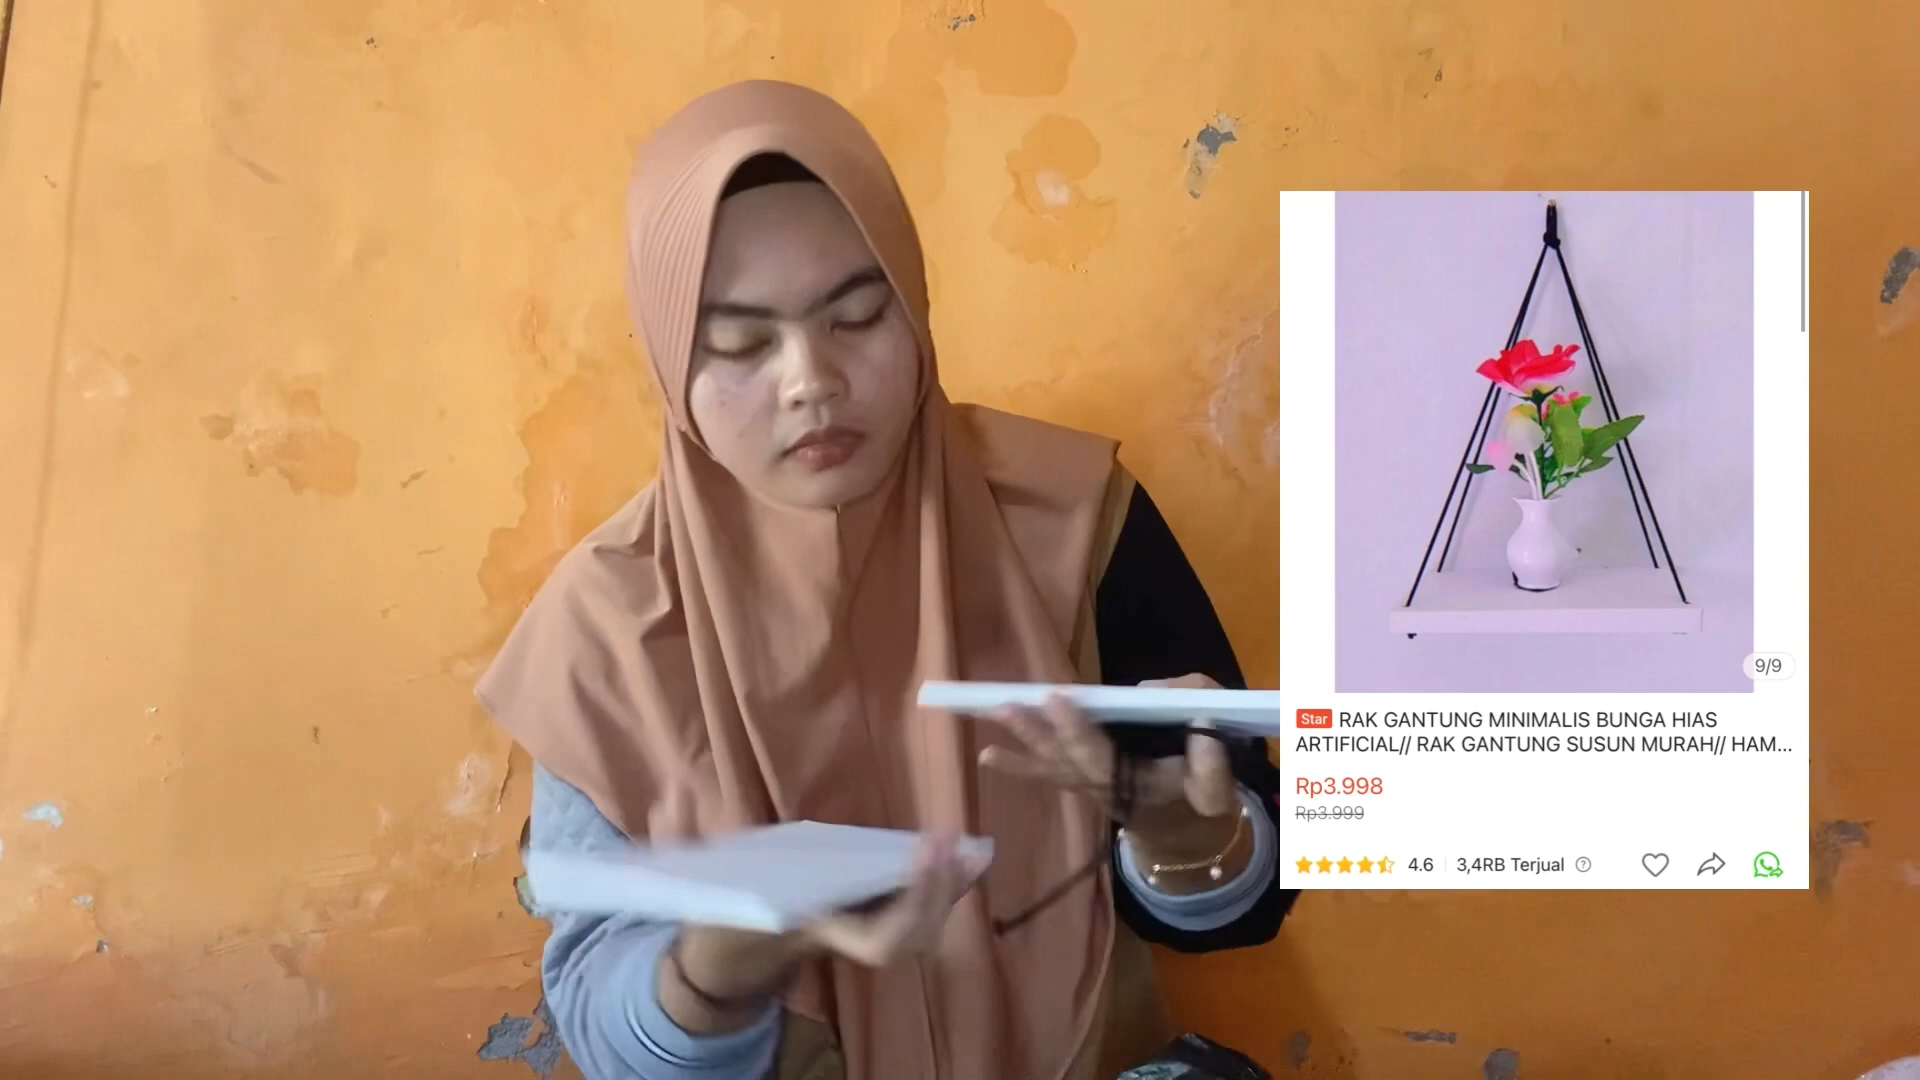 9/9
Star RAK GANTUNG MINIMALIS BUNGA HIAS
ARTIFICIAL// RAK GANTUNG SUSUN MURAH// HAM...
Rp3.998
Rp3.999
4.6 3,4RB Terjual ?